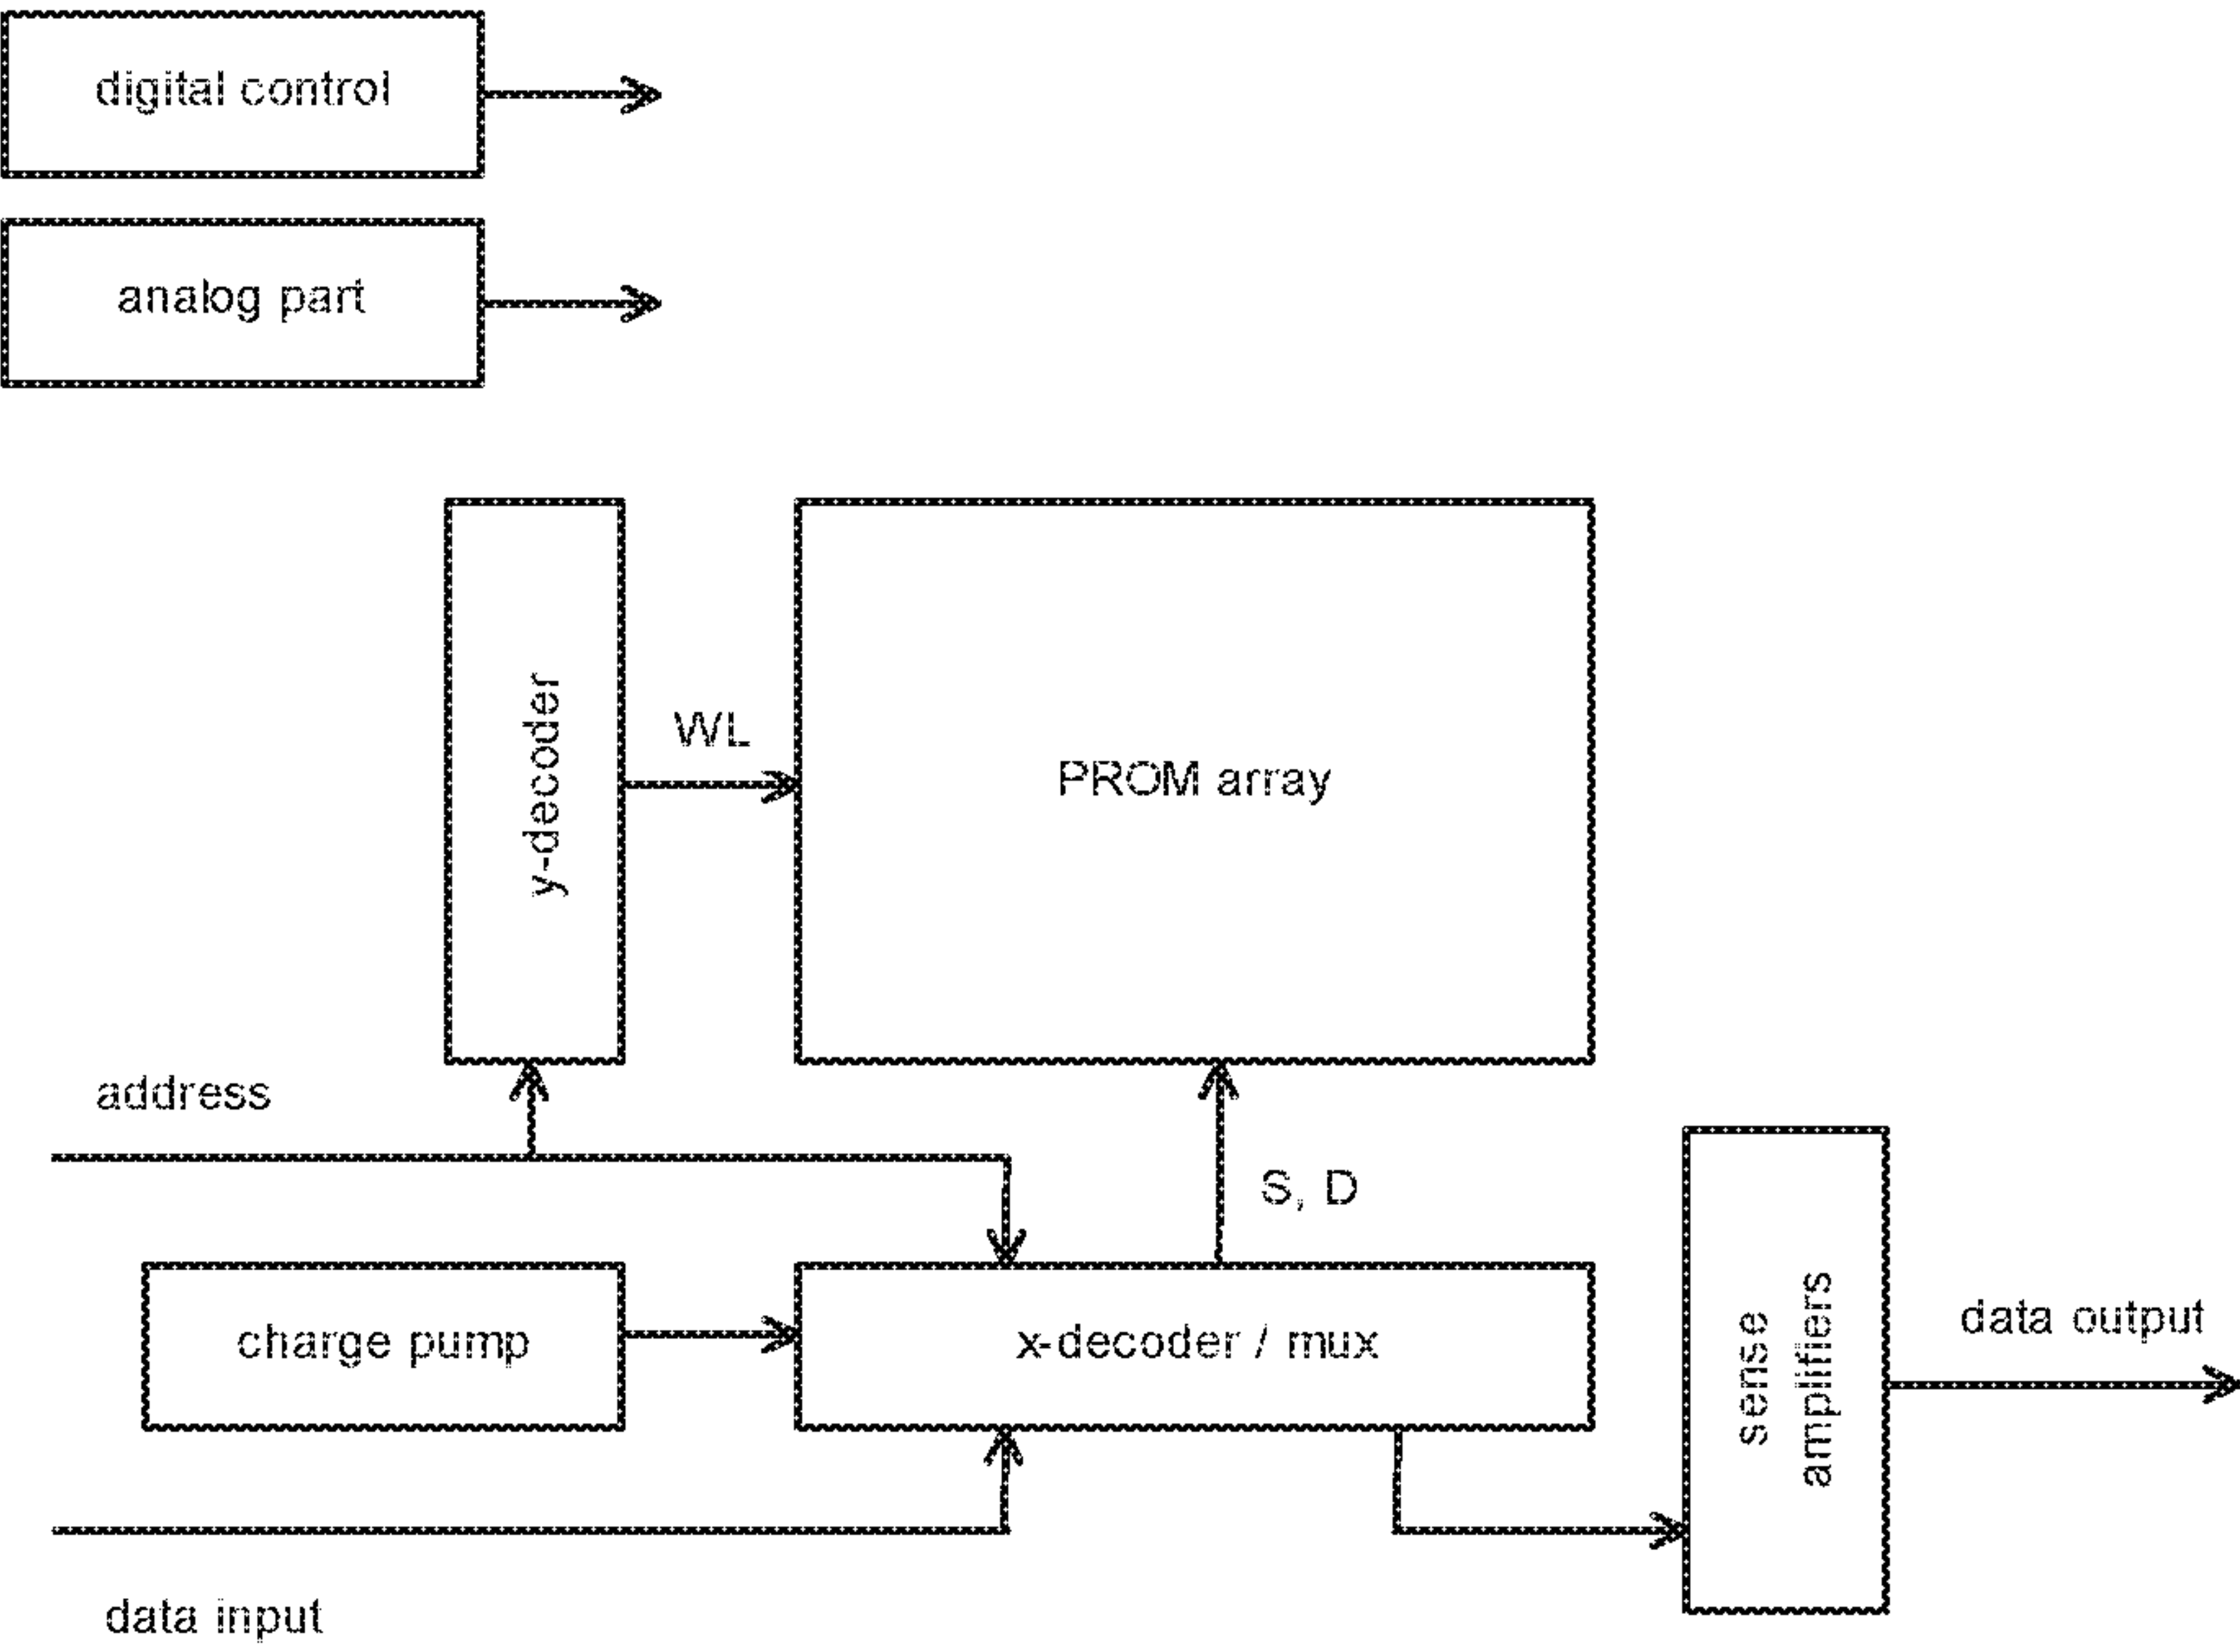 digital control
analog part
y-decoder
WL
PROM array
address
S, D
charge pump
x-decoder / mux
sense
amplifiers
data output
data input